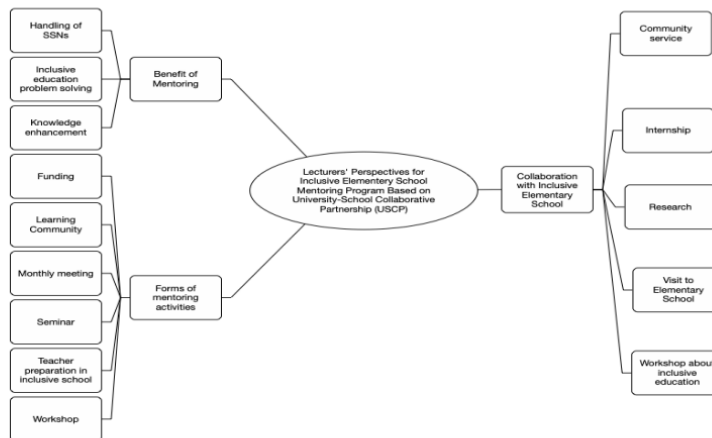 Handling of
SSNs
Inclusive
education
problem solving
Knowledge
enhancement
Benefit of
Mentoring
Funding
Learning
Community
Monthly meeting
Seminar
Teacher
preparation in
inclusive school
Workshop
Forms of
mentoring
activities
Lecturers' Perspectives for
Inclusive Elementery School
Mentoring Program Based on
University-School Collaborative
Partnership (USCP)
Collaboration
with Inclusive
Elementary
School
Community
service
Internship
Research
Visit to
Elementary
School
Workshop about
inclusive
education